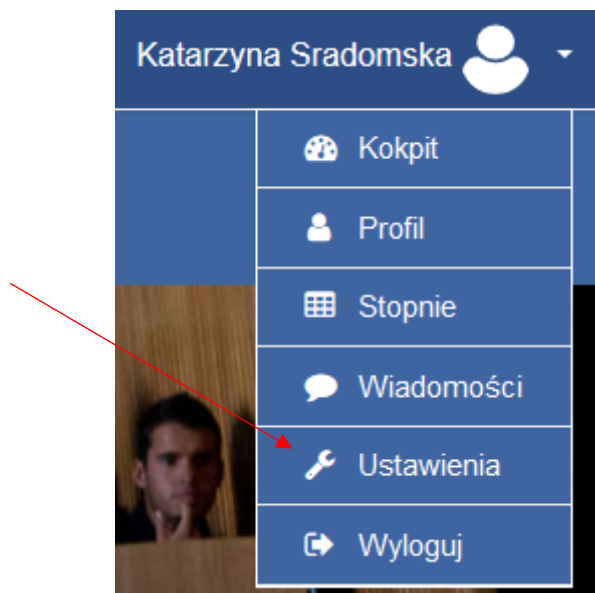 Katarzyna Sradomska
Kokpit
Profil
Stopnie
Wiadomości
Ustawienia
Wyloguj